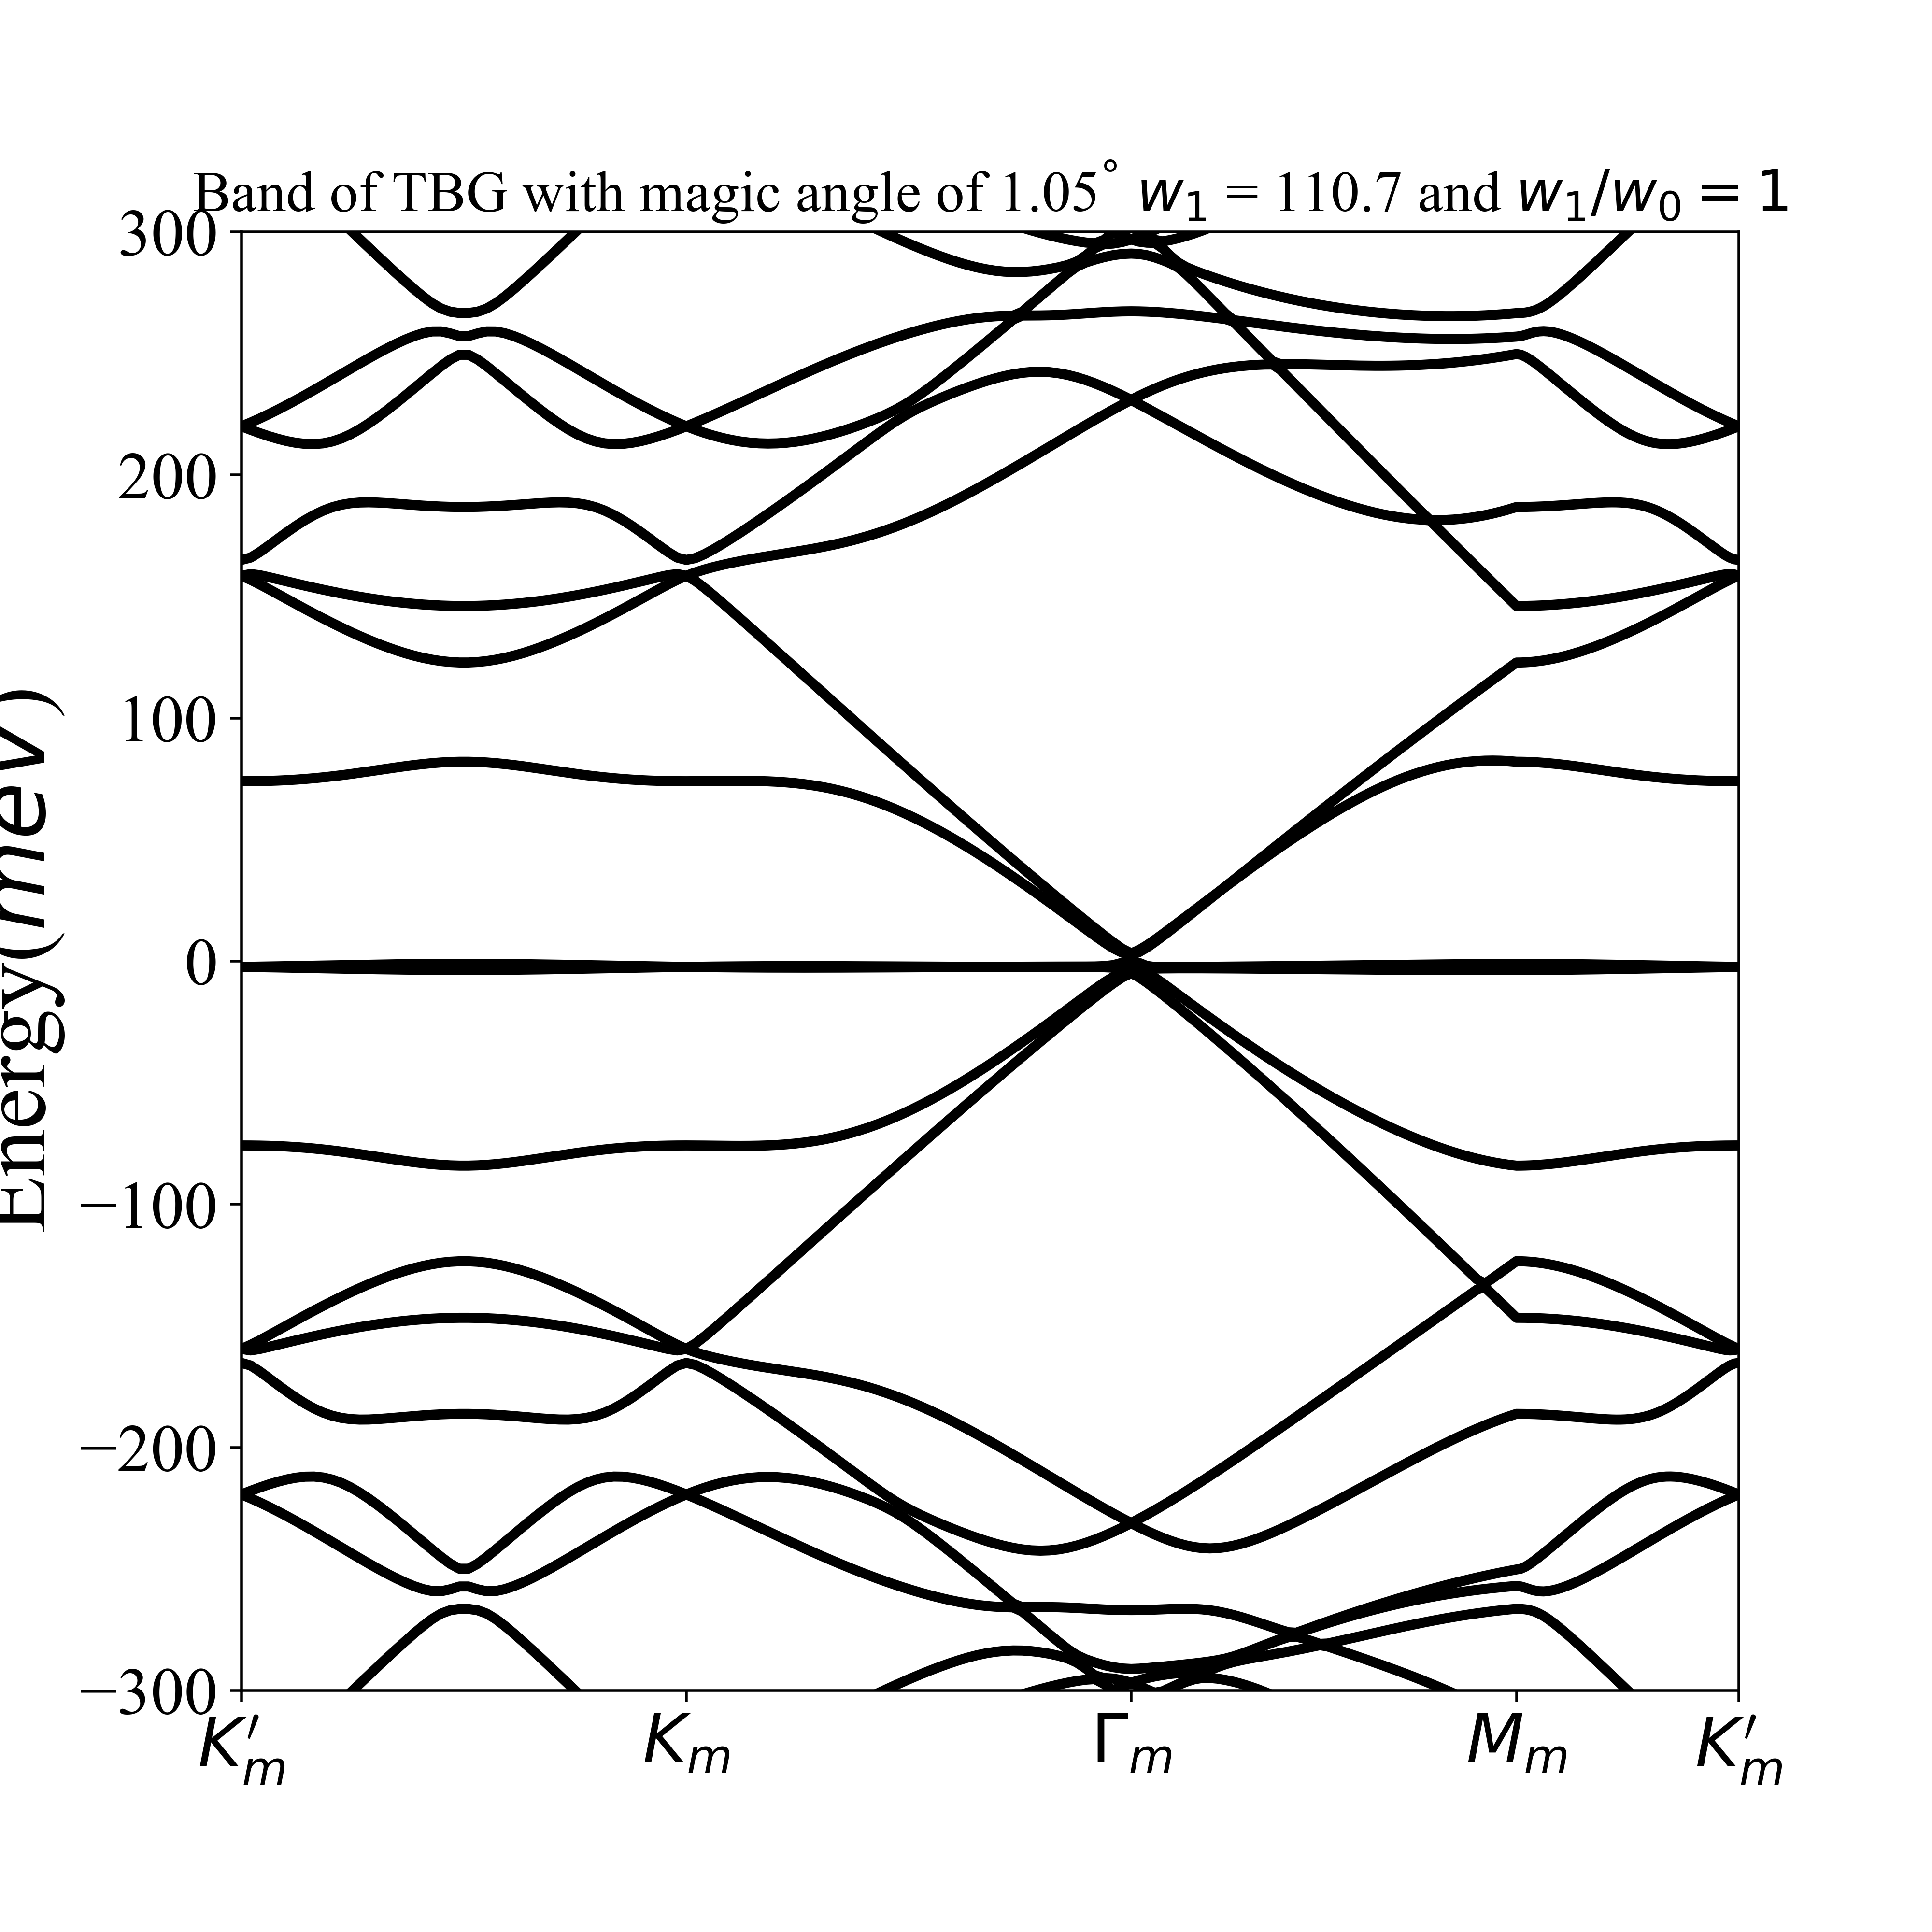 Band of TBG with magic angle of 1.05° w₁ = 110.7 and w₁/w₀ = 1
Energy(meV)
300
200
100
0
−100
−200
−300
K′ₘ
Kₘ
Γₘ
Mₘ
K′ₘ